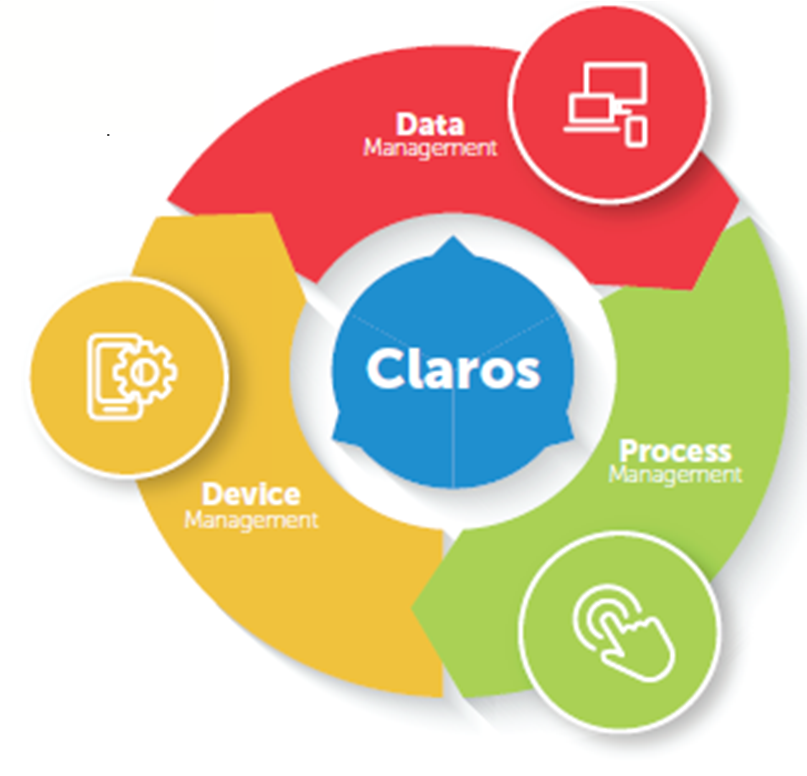 Data
Management
Claros
Process
Management
Device
Management